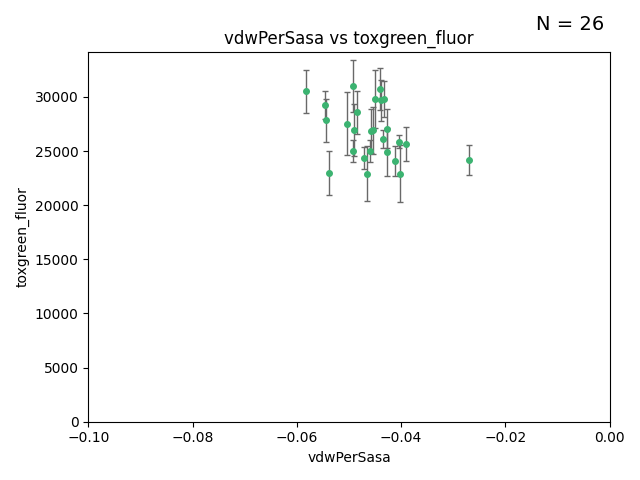 N = 26
vdwPerSasa vs toxgreen_fluor
30000
25000
20000
15000
10000
5000
0
toxgreen_fluor
−0.10 −0.08 −0.06 −0.04 −0.02 0.00
vdwPerSasa